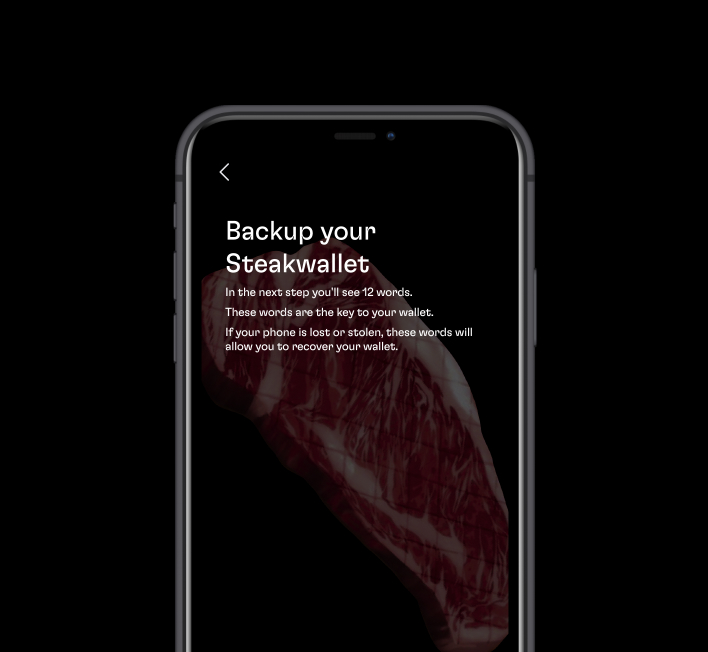 Backup your
Steakwallet
In the next step you'll see 12 words.
These words are the key to your wallet.
If your phone is lost or stolen, these words will
allow you to recover your wallet.